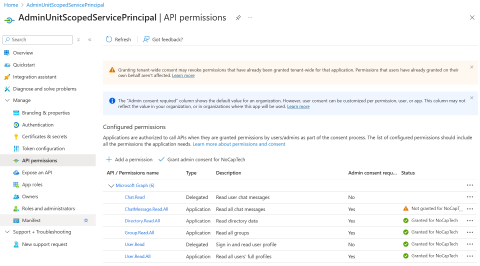 Home > AdminUnitScopedServicePrincipal
AdminUnitScopedServicePrincipal | API permissions
Search
Refresh
Got feedback?
Overview
Quickstart
Integration assistant
Diagnose and solve problems
Manage
Branding & properties
Authentication
Certificates & secrets
Token configuration
API permissions
Expose an API
App roles
Owners
Roles and administrators
Manifest
Support + Troubleshooting
New support request
Granting tenant-wide consent may revoke permissions that have already been granted tenant-wide for that application. Permissions that users have already granted on
their own behalf aren't affected. Learn more
The "Admin consent required" column shows the default value for an organization. However, user consent can be customized per permission, user, or app. This column may not
reflect the value in your organization, or in organizations where this app will be used. Learn more
Configured permissions
Applications are authorized to call APIs when they are granted permissions by users/admins as part of the consent process. The list of configured permissions should include
all the permissions the application needs. Learn more about permissions and consent
Add a permission
Grant admin consent for NoCapTech
API / Permissions name Type Description Admin consent requ... Status
Microsoft Graph (6)
Chat.Read Delegated Read user chat messages No
ChatMessage.Read.All Application Read all chat messages Yes Not granted for NoCapT...
Directory.Read.All Application Read directory data Yes Granted for NoCapTech
Group.Read.All Application Read all groups Yes Granted for NoCapTech
User.Read Delegated Sign in and read user profile No Granted for NoCapTech
User.Read.All Application Read all users' full profiles Yes Granted for NoCapTech